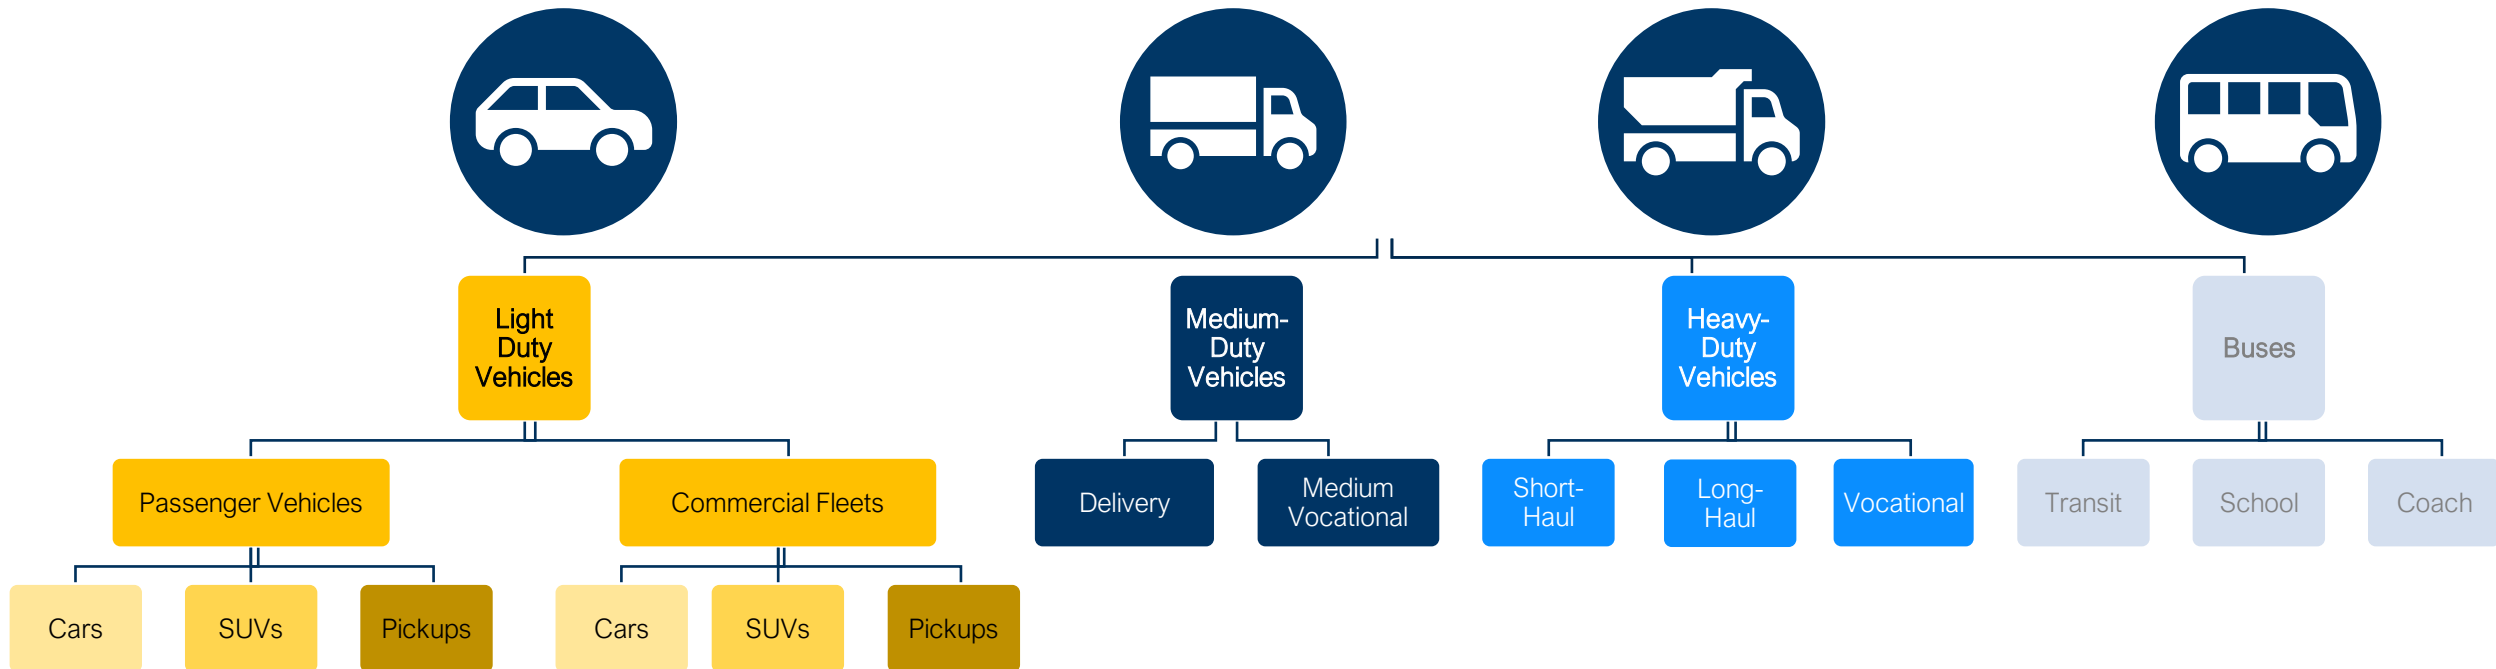 Light
Duty
Vehicles
Medium-
Duty
Vehicles
Heavy-
Duty
Vehicles
Buses
Passenger Vehicles
Commercial Fleets
Delivery
Medium
Vocational
Short-
Haul
Long-
Haul
Vocational
Transit
School
Coach
Cars
SUVs
Pickups
Cars
SUVs
Pickups